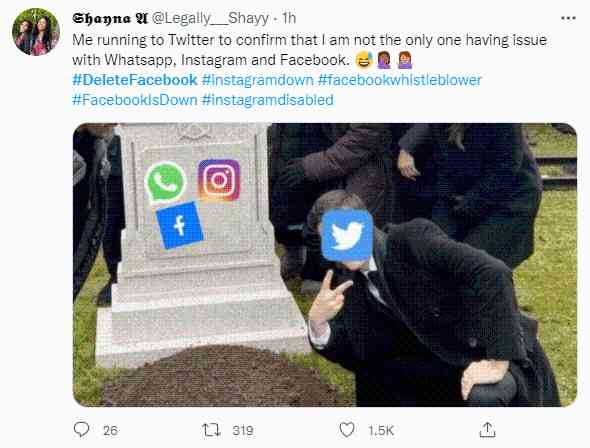 𝕾𝖍𝖆𝖞𝖓𝖆 𝖀 @Legally___Shayy · 1h
Me running to Twitter to confirm that I am not the only one having issue
with Whatsapp, Instagram and Facebook. 😅🤦🏾‍♀️🤷🏽‍♀️
#DeleteFacebook #instagramdown #facebookwhistleblower
#FacebookIsDown #instagramdisabled
f
26 319 1.5K